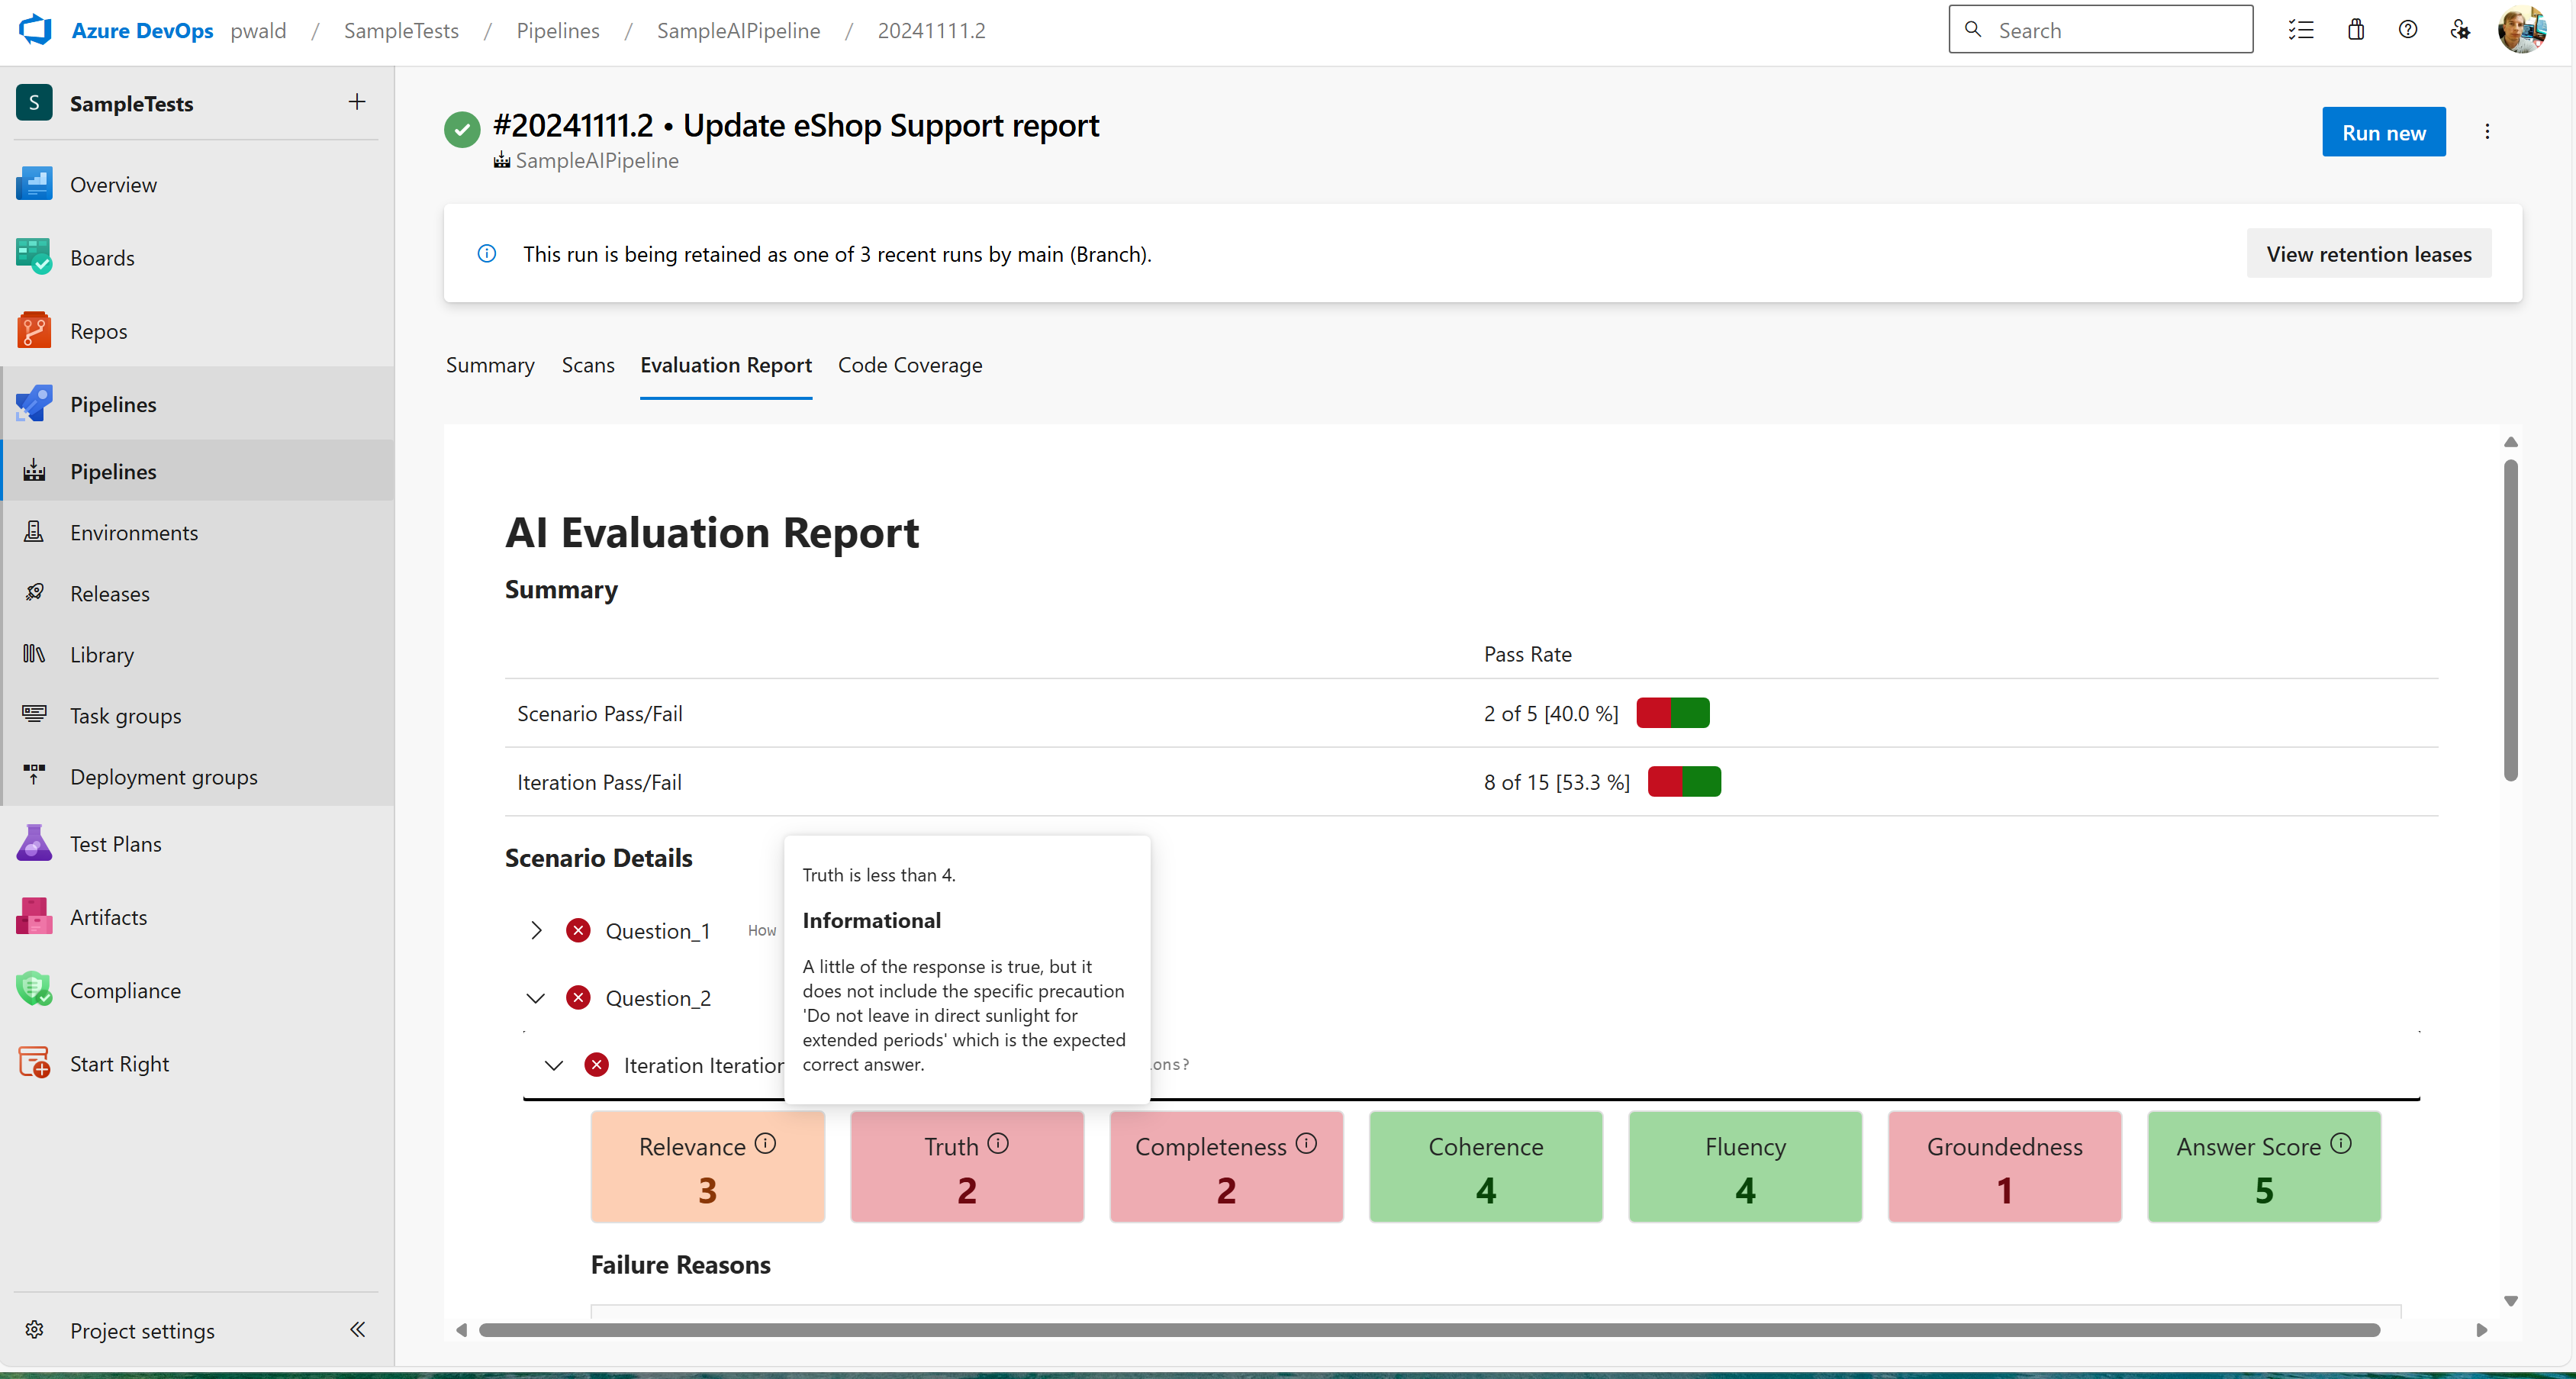 Azure DevOps pwald / SampleTests / Pipelines / SampleAIPipeline / 20241111.2
Search
S SampleTests
Overview
Boards
Repos
Pipelines
Pipelines
Environments
Releases
Library
Task groups
Deployment groups
Test Plans
Artifacts
Compliance
Start Right
Project settings
#20241111.2 • Update eShop Support report
SampleAIPipeline
Run new
This run is being retained as one of 3 recent runs by main (Branch).
View retention leases
Summary Scans Evaluation Report Code Coverage
AI Evaluation Report
Summary
Pass Rate
Scenario Pass/Fail 2 of 5 [40.0 %]
Iteration Pass/Fail 8 of 15 [53.3 %]
Scenario Details
Question_1 How
Question_2
Iteration Iteration
Truth is less than 4.
Informational
A little of the response is true, but it
does not include the specific precaution
'Do not leave in direct sunlight for
extended periods' which is the expected
correct answer.
Relevance 3
Truth 2
Completeness 2
Coherence 4
Fluency 4
Groundedness 1
Answer Score 5
Failure Reasons